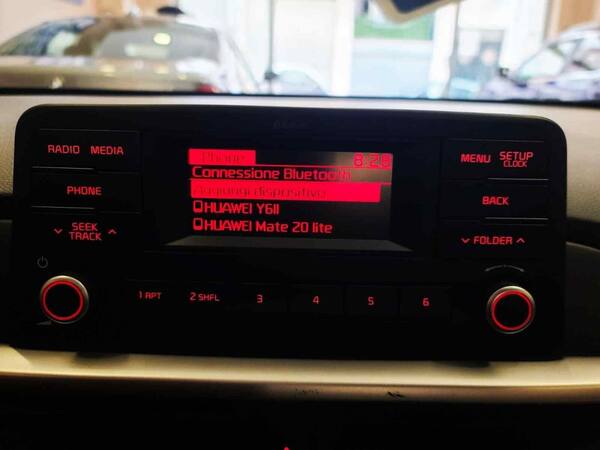 Phone 8:28
Connessione Bluetooth
Aggiungi dispositivo
HUAWEI Y6II
HUAWEI Mate 20 lite
RADIO MEDIA
PHONE
SEEK
TRACK
MENU SETUP
CLOCK
BACK
FOLDER
1 RPT 2 SHFL 3 4 5 6